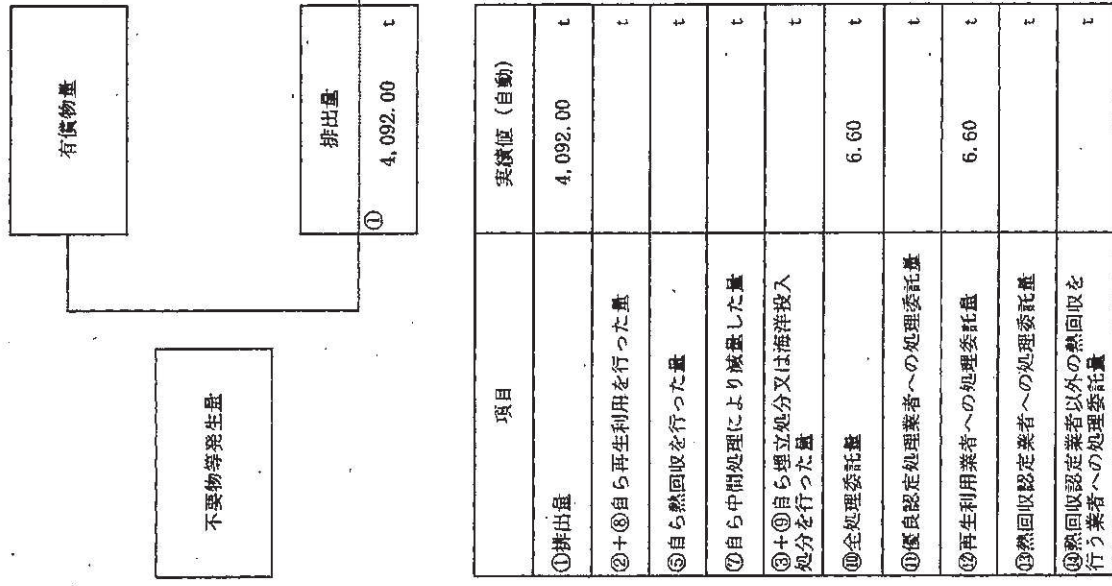 有償物量
不要物等発生量
排出量
① 4,092.00 t
項目 実績値（自動）
①排出量 4,092.00 t
②+⑧自ら再生利用を行った量 t
⑤自ら熱回収を行った量 t
⑦自ら中間処理により減量した量 t
③+⑨自ら埋立処分又は海洋投入
処分を行った量 t
⑩全処理委託量 6.60 t
⑪優良認定処理業者への処理委託量 t
⑫再生利用業者への処理委託量 6.60 t
⑬熱回収認定業者への処理委託量 t
⑭熱回収認定業者以外の熱回収を
行う業者への処理委託量 t